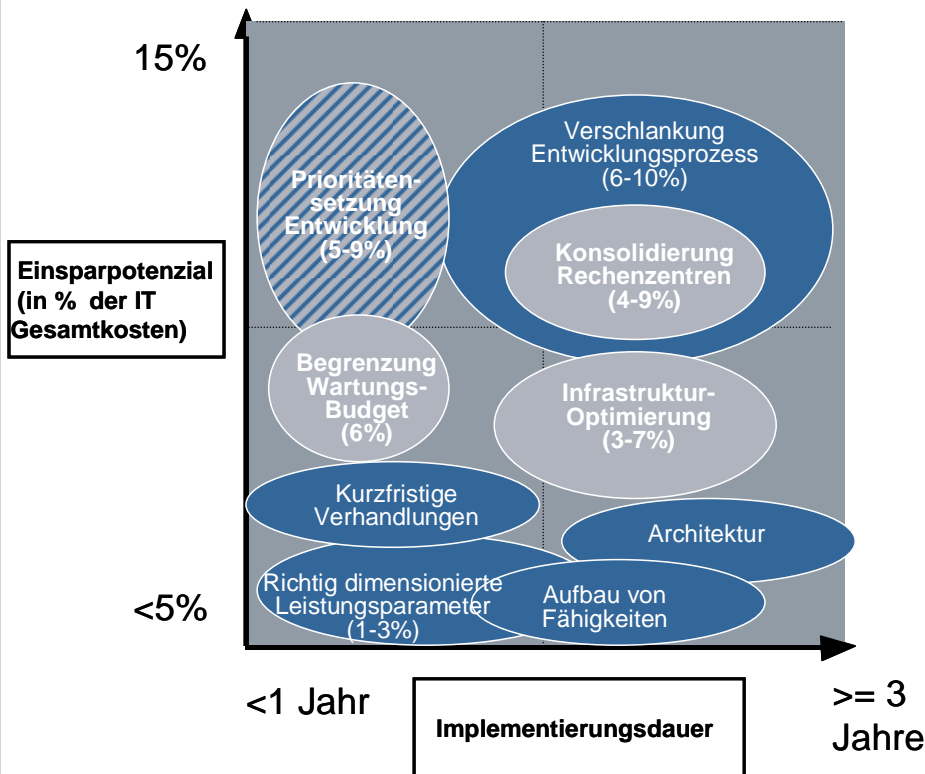 15%
Verschlankung
Entwicklungsprozess
(6-10%)
Prioritäten-
setzung
Entwicklung
(5-9%)
Konsolidierung
Rechenzentren
(4-9%)
Einsparpotenzial
(in % der IT
Gesamtkosten)
Begrenzung
Wartungs-
Budget
(6%)
Infrastruktur-
Optimierung
(3-7%)
Kurzfristige
Verhandlungen
Architektur
Richtig dimensionierte
Leistungsparameter
(1-3%)
Aufbau von
Fähigkeiten
<5%
<1 Jahr
Implementierungsdauer
>= 3
Jahre